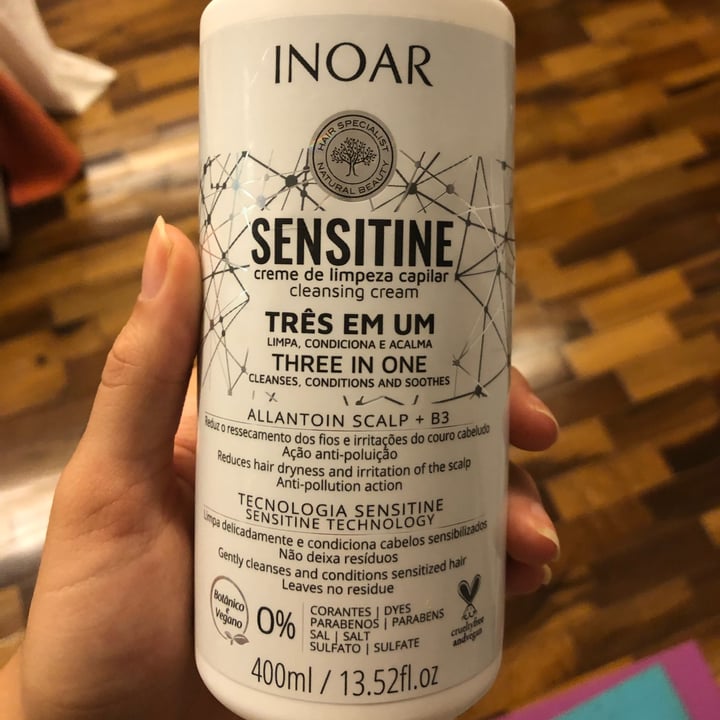 INOAR
HAIR SPECIALIST
NATURAL BEAUTY
SENSITINE
creme de limpeza capilar
cleansing cream
TRÊS EM UM
LIMPA, CONDICIONA E ACALMA
THREE IN ONE
CLEANSES, CONDITIONS AND SOOTHES
ALLANTOIN SCALP + B3
Reduz o ressecamento dos fios e irritações do couro cabeludo
Ação anti-poluição
Reduces hair dryness and irritation of the scalp
Anti-pollution action
TECNOLOGIA SENSITINE
SENSITINE TECHNOLOGY
Limpa delicadamente e condiciona cabelos sensibilizados
Não deixa resíduos
Gently cleanses and conditions sensitized hair
Leaves no residue
Botânico
e
Vegano
0%
CORANTES | DYES
PARABENOS | PARABENS
SAL | SALT
SULFATO | SULFATE
crueltyfree
andvegan
400ml / 13.52fl.oz